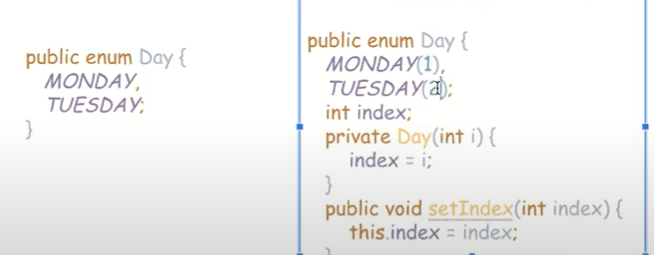 public enum Day {
MONDAY,
TUESDAY;
}
public enum Day {
MONDAY(1),
TUESDAY(2);
int index;
private Day(int i) {
index = i;
}
public void setIndex(int index) {
this.index = index;
}